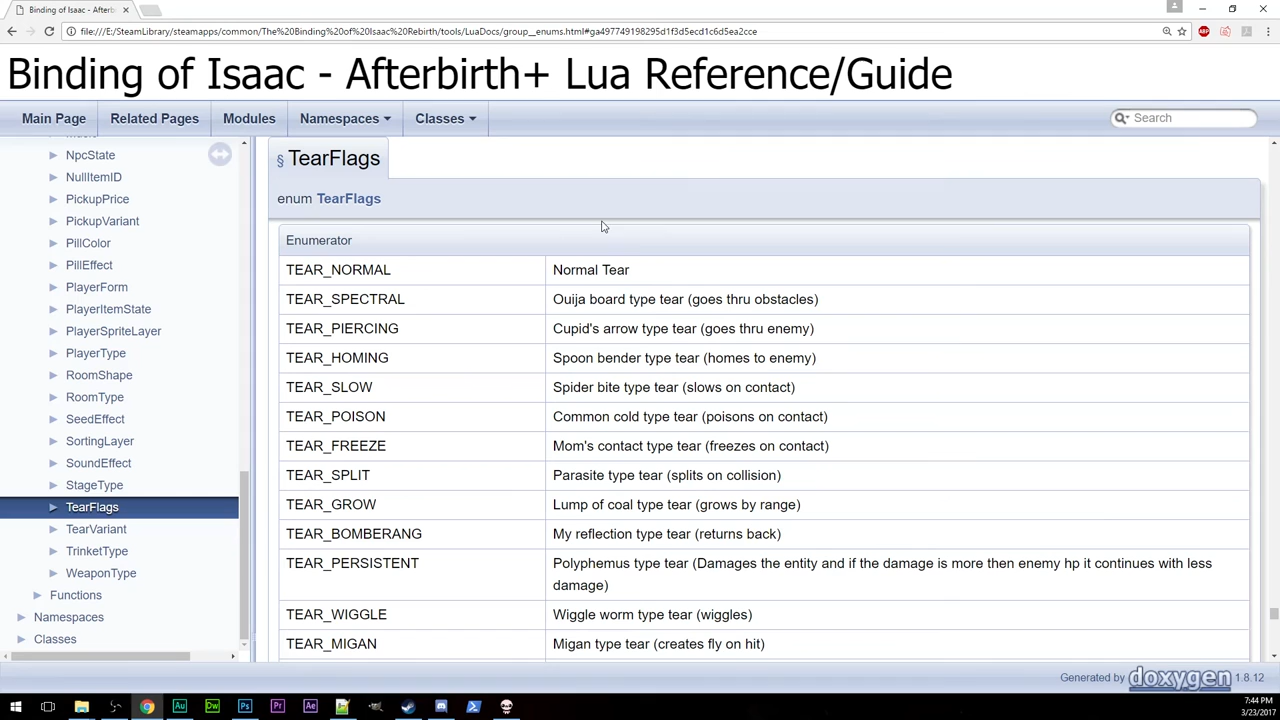 Binding of Isaac - Afterb
file:///E:/SteamLibrary/steamapps/common/The%20Binding%20of%20Isaac%20Rebirth/tools/LuaDocs/group__enums.html#ga497749198295d1f3d5ecd1c6d5ea2cce
Binding of Isaac - Afterbirth+ Lua Reference/Guide
Main Page
Related Pages
Modules
Namespaces
Classes
Search
NpcState
NullItemID
PickupPrice
PickupVariant
PillColor
PillEffect
PlayerForm
PlayerItemState
PlayerSpriteLayer
PlayerType
RoomShape
RoomType
SeedEffect
SortingLayer
SoundEffect
StageType
TearFlags
TearVariant
TrinketType
WeaponType
Functions
Namespaces
Classes
§ TearFlags
enum TearFlags
Enumerator
TEAR_NORMAL Normal Tear
TEAR_SPECTRAL Ouija board type tear (goes thru obstacles)
TEAR_PIERCING Cupid's arrow type tear (goes thru enemy)
TEAR_HOMING Spoon bender type tear (homes to enemy)
TEAR_SLOW Spider bite type tear (slows on contact)
TEAR_POISON Common cold type tear (poisons on contact)
TEAR_FREEZE Mom's contact type tear (freezes on contact)
TEAR_SPLIT Parasite type tear (splits on collision)
TEAR_GROW Lump of coal type tear (grows by range)
TEAR_BOMBERANG My reflection type tear (returns back)
TEAR_PERSISTENT Polyphemus type tear (Damages the entity and if the damage is more then enemy hp it continues with less
damage)
TEAR_WIGGLE Wiggle worm type tear (wiggles)
TEAR_MIGAN Migan type tear (creates fly on hit)
Generated by doxygen 1.8.12
Au Dw Ps Pr Ae
7:44 PM
3/23/2017